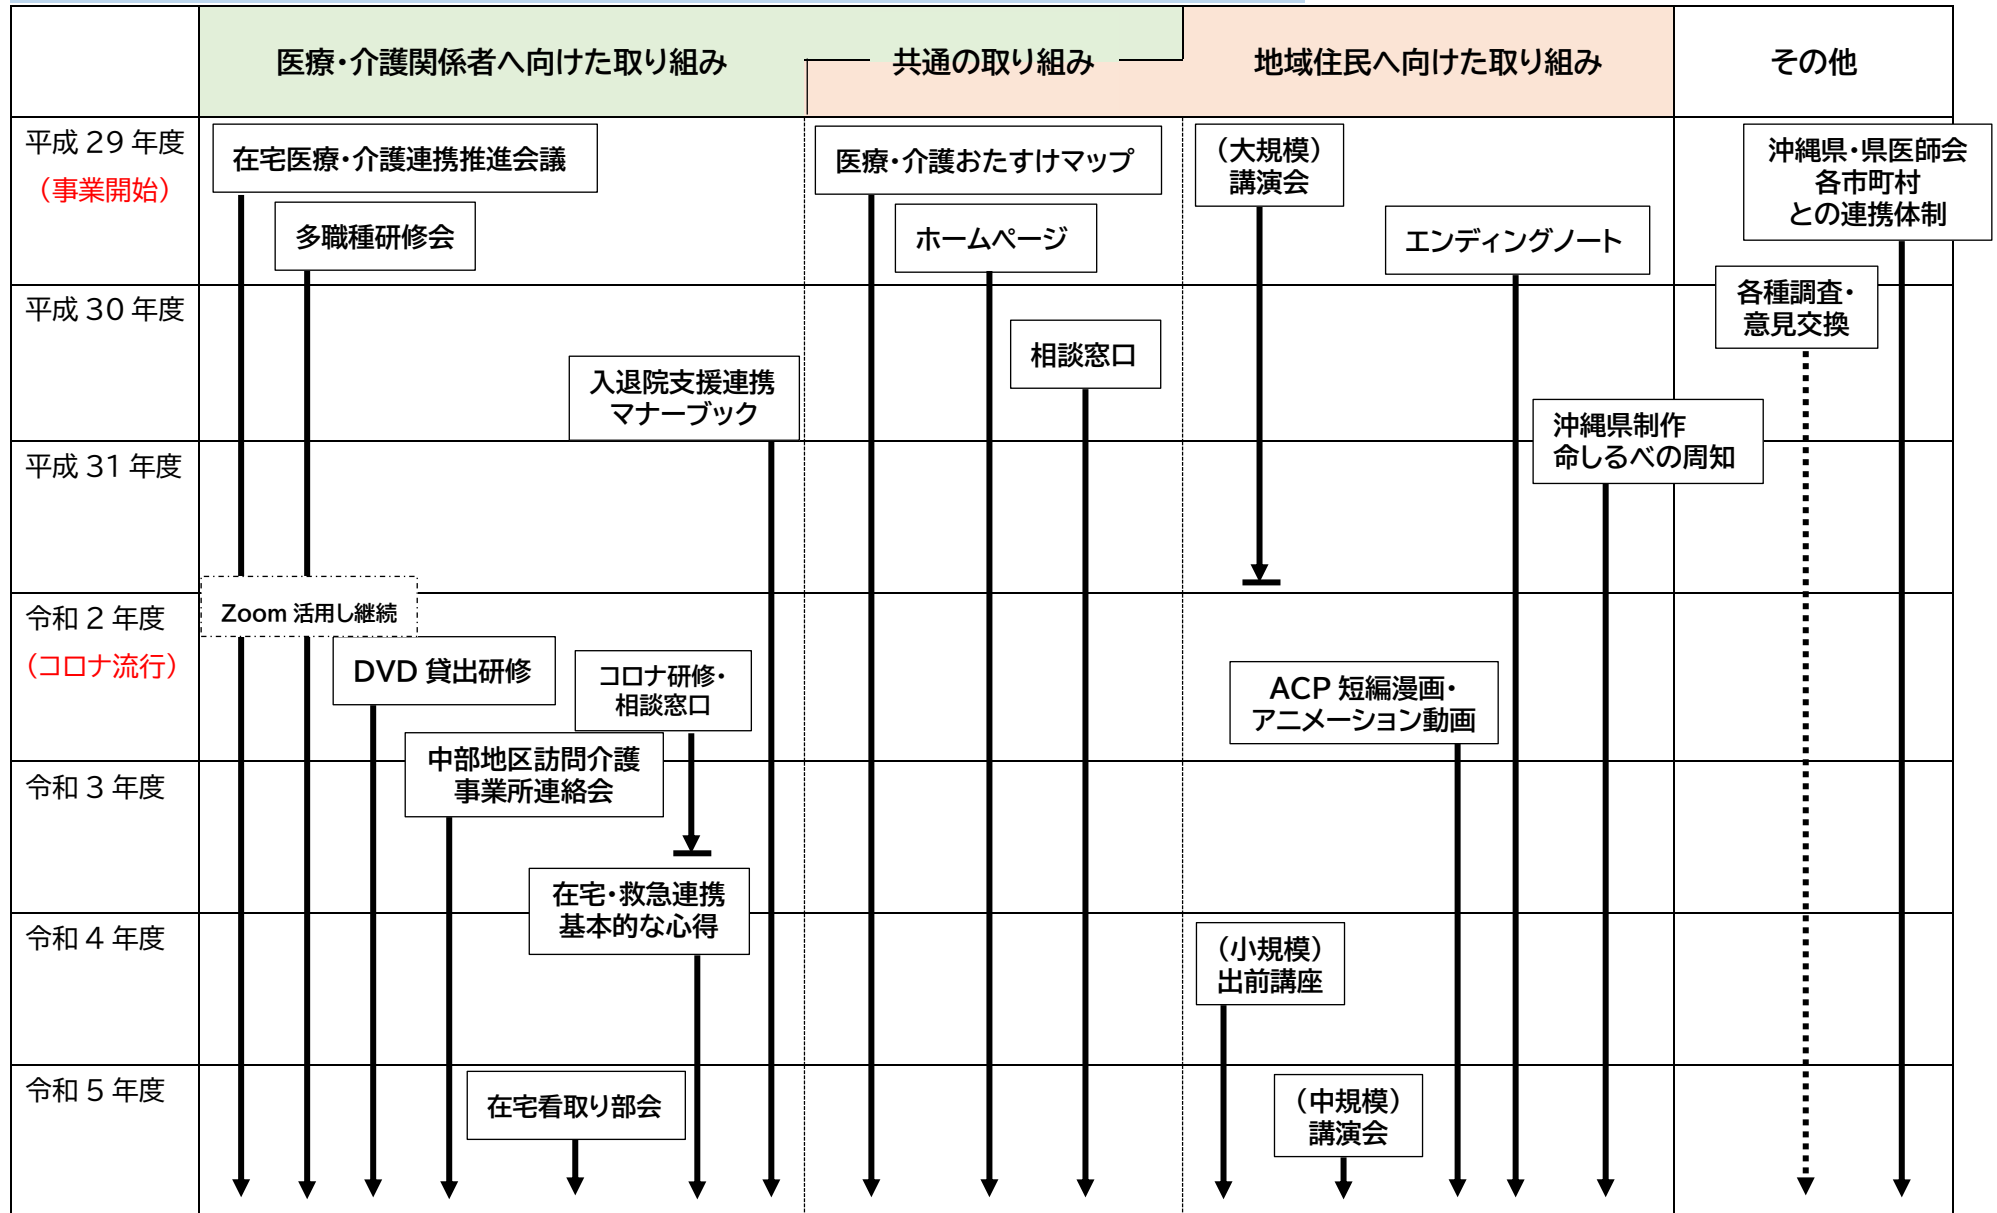 医療・介護関係者へ向けた取り組み
共通の取り組み
地域住民へ向けた取り組み
その他
平成 29 年度
（事業開始）
在宅医療・介護連携推進会議
多職種研修会
医療・介護おたすけマップ
ホームページ
（大規模）
講演会
エンディングノート
沖縄県・県医師会
各市町村
との連携体制
平成 30 年度
入退院支援連携
マナーブック
相談窓口
各種調査・
意見交換
平成 31 年度
沖縄県制作
命しるべの周知
令和 2 年度
（コロナ流行）
Zoom 活用し継続
DVD 貸出研修
コロナ研修・
相談窓口
ACP 短編漫画・
アニメーション動画
令和 3 年度
中部地区訪問介護
事業所連絡会
令和 4 年度
在宅・救急連携
基本的な心得
（小規模）
出前講座
令和 5 年度
在宅看取り部会
（中規模）
講演会